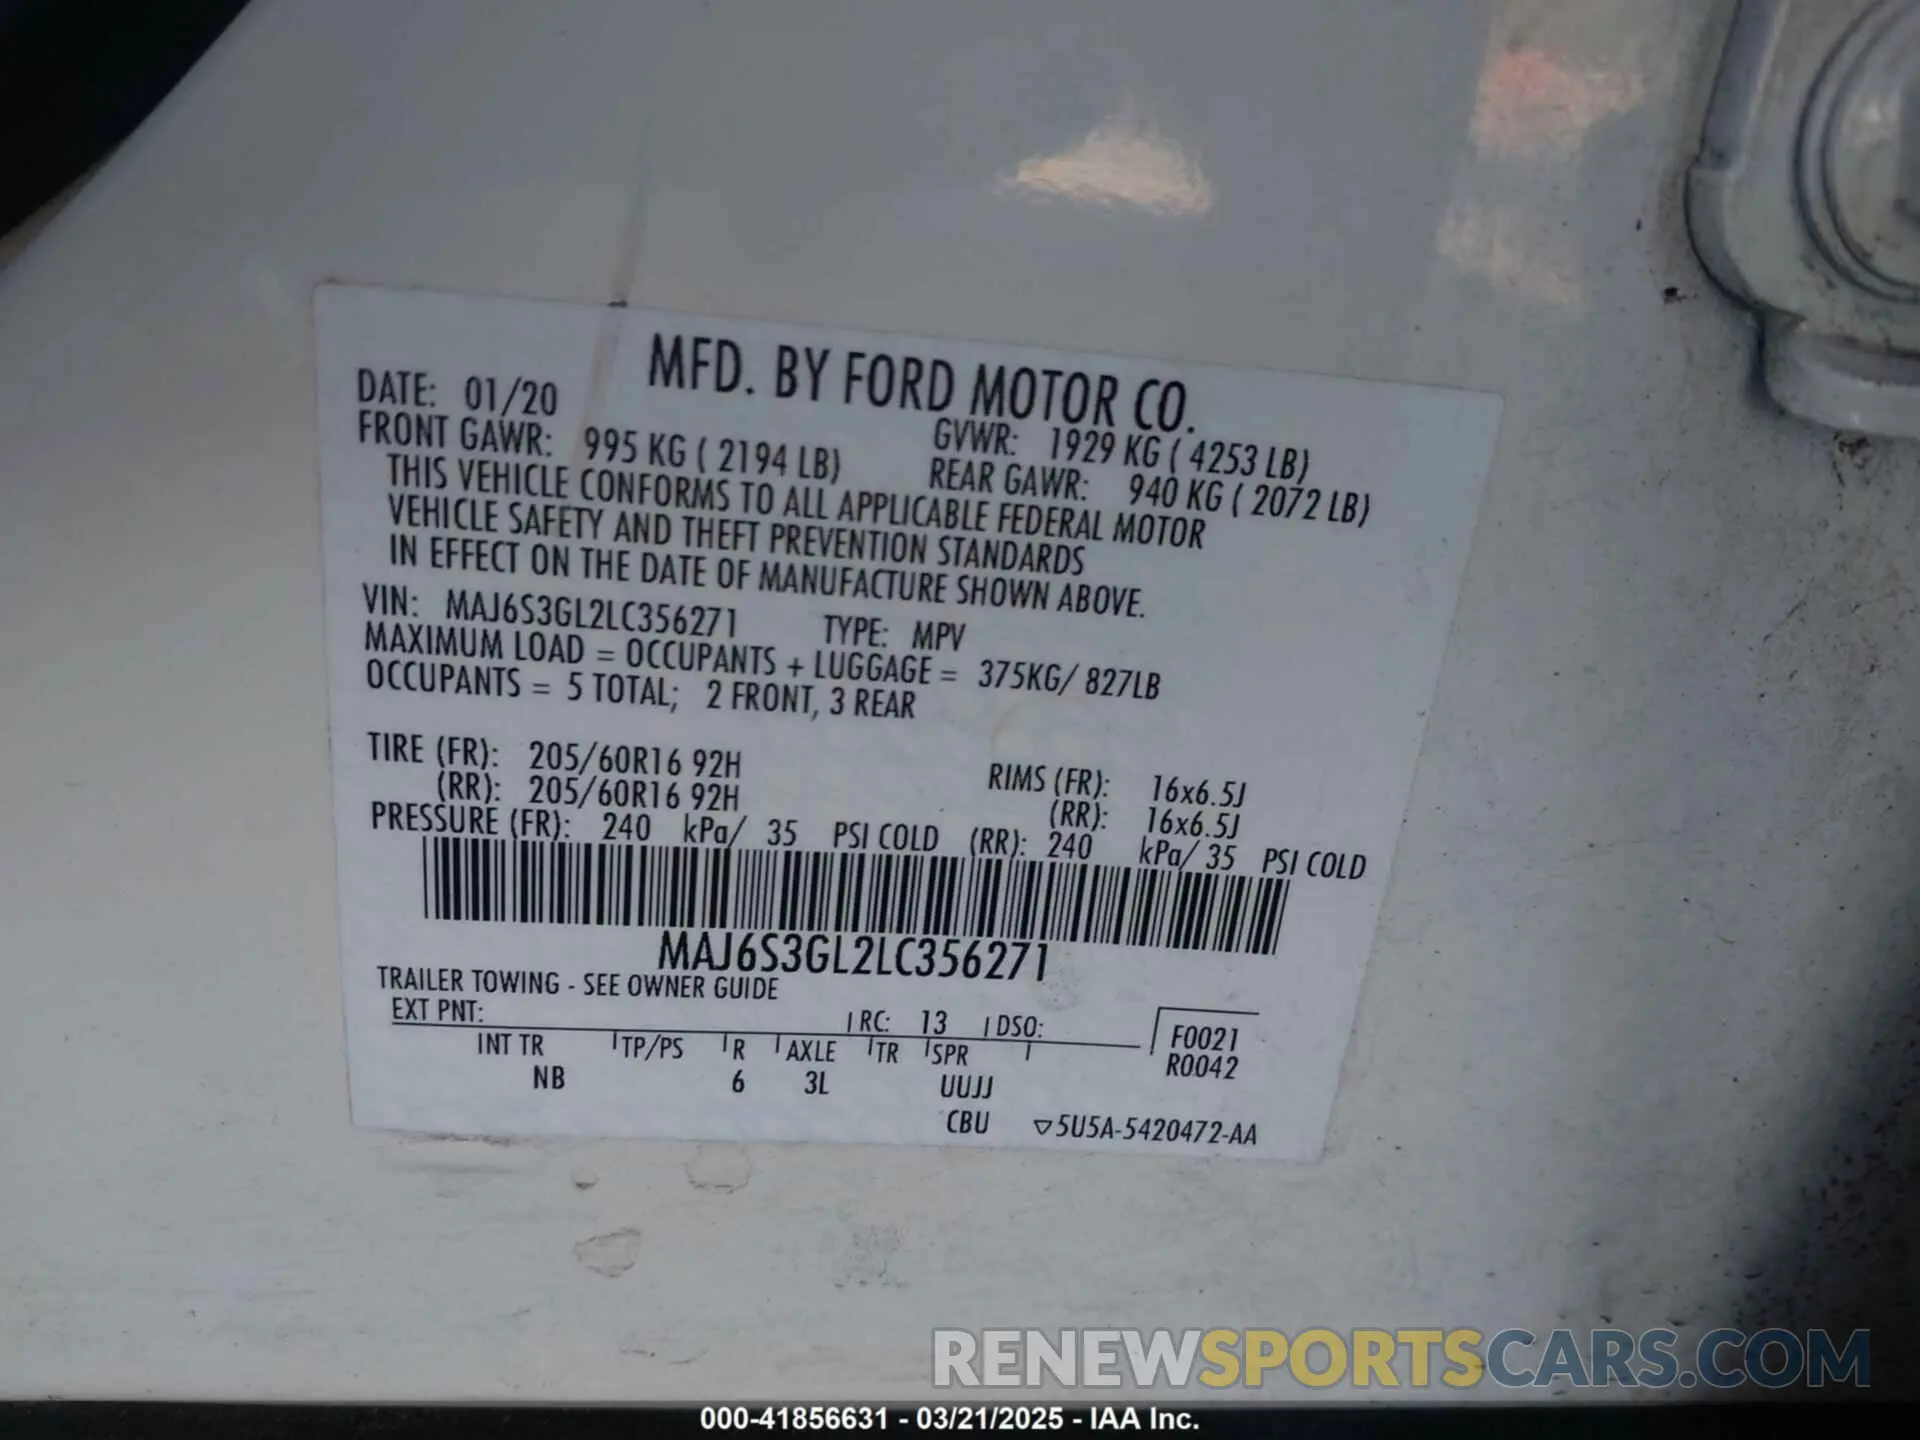 MFD. BY FORD MOTOR CO.
DATE: 01/20
GVWR: 1929 KG ( 4253 LB)
FRONT GAWR: 995 KG ( 2194 LB)
REAR GAWR: 940 KG ( 2072 LB)
THIS VEHICLE CONFORMS TO ALL APPLICABLE FEDERAL MOTOR
VEHICLE SAFETY AND THEFT PREVENTION STANDARDS
IN EFFECT ON THE DATE OF MANUFACTURE SHOWN ABOVE.
VIN: MAJ6S3GL2LC356271 TYPE: MPV
MAXIMUM LOAD = OCCUPANTS + LUGGAGE = 375KG/ 827LB
OCCUPANTS = 5 TOTAL; 2 FRONT, 3 REAR
TIRE (FR): 205/60R16 92H RIMS (FR): 16x6.5J
(RR): 205/60R16 92H (RR): 16x6.5J
PRESSURE (FR): 240 kPa/ 35 PSI COLD (RR): 240 kPa/ 35 PSI COLD
MAJ6S3GL2LC356271
TRAILER TOWING - SEE OWNER GUIDE
EXT PNT: RC: 13 DSO: F0021
INT TR TP/PS R AXLE TR SPR R0042
NB 6 3L UUJJ
CBU ▽5U5A-5420472-AA
RENEWSPORTSCARS.COM
000-41856631 - 03/21/2025 - IAA Inc.